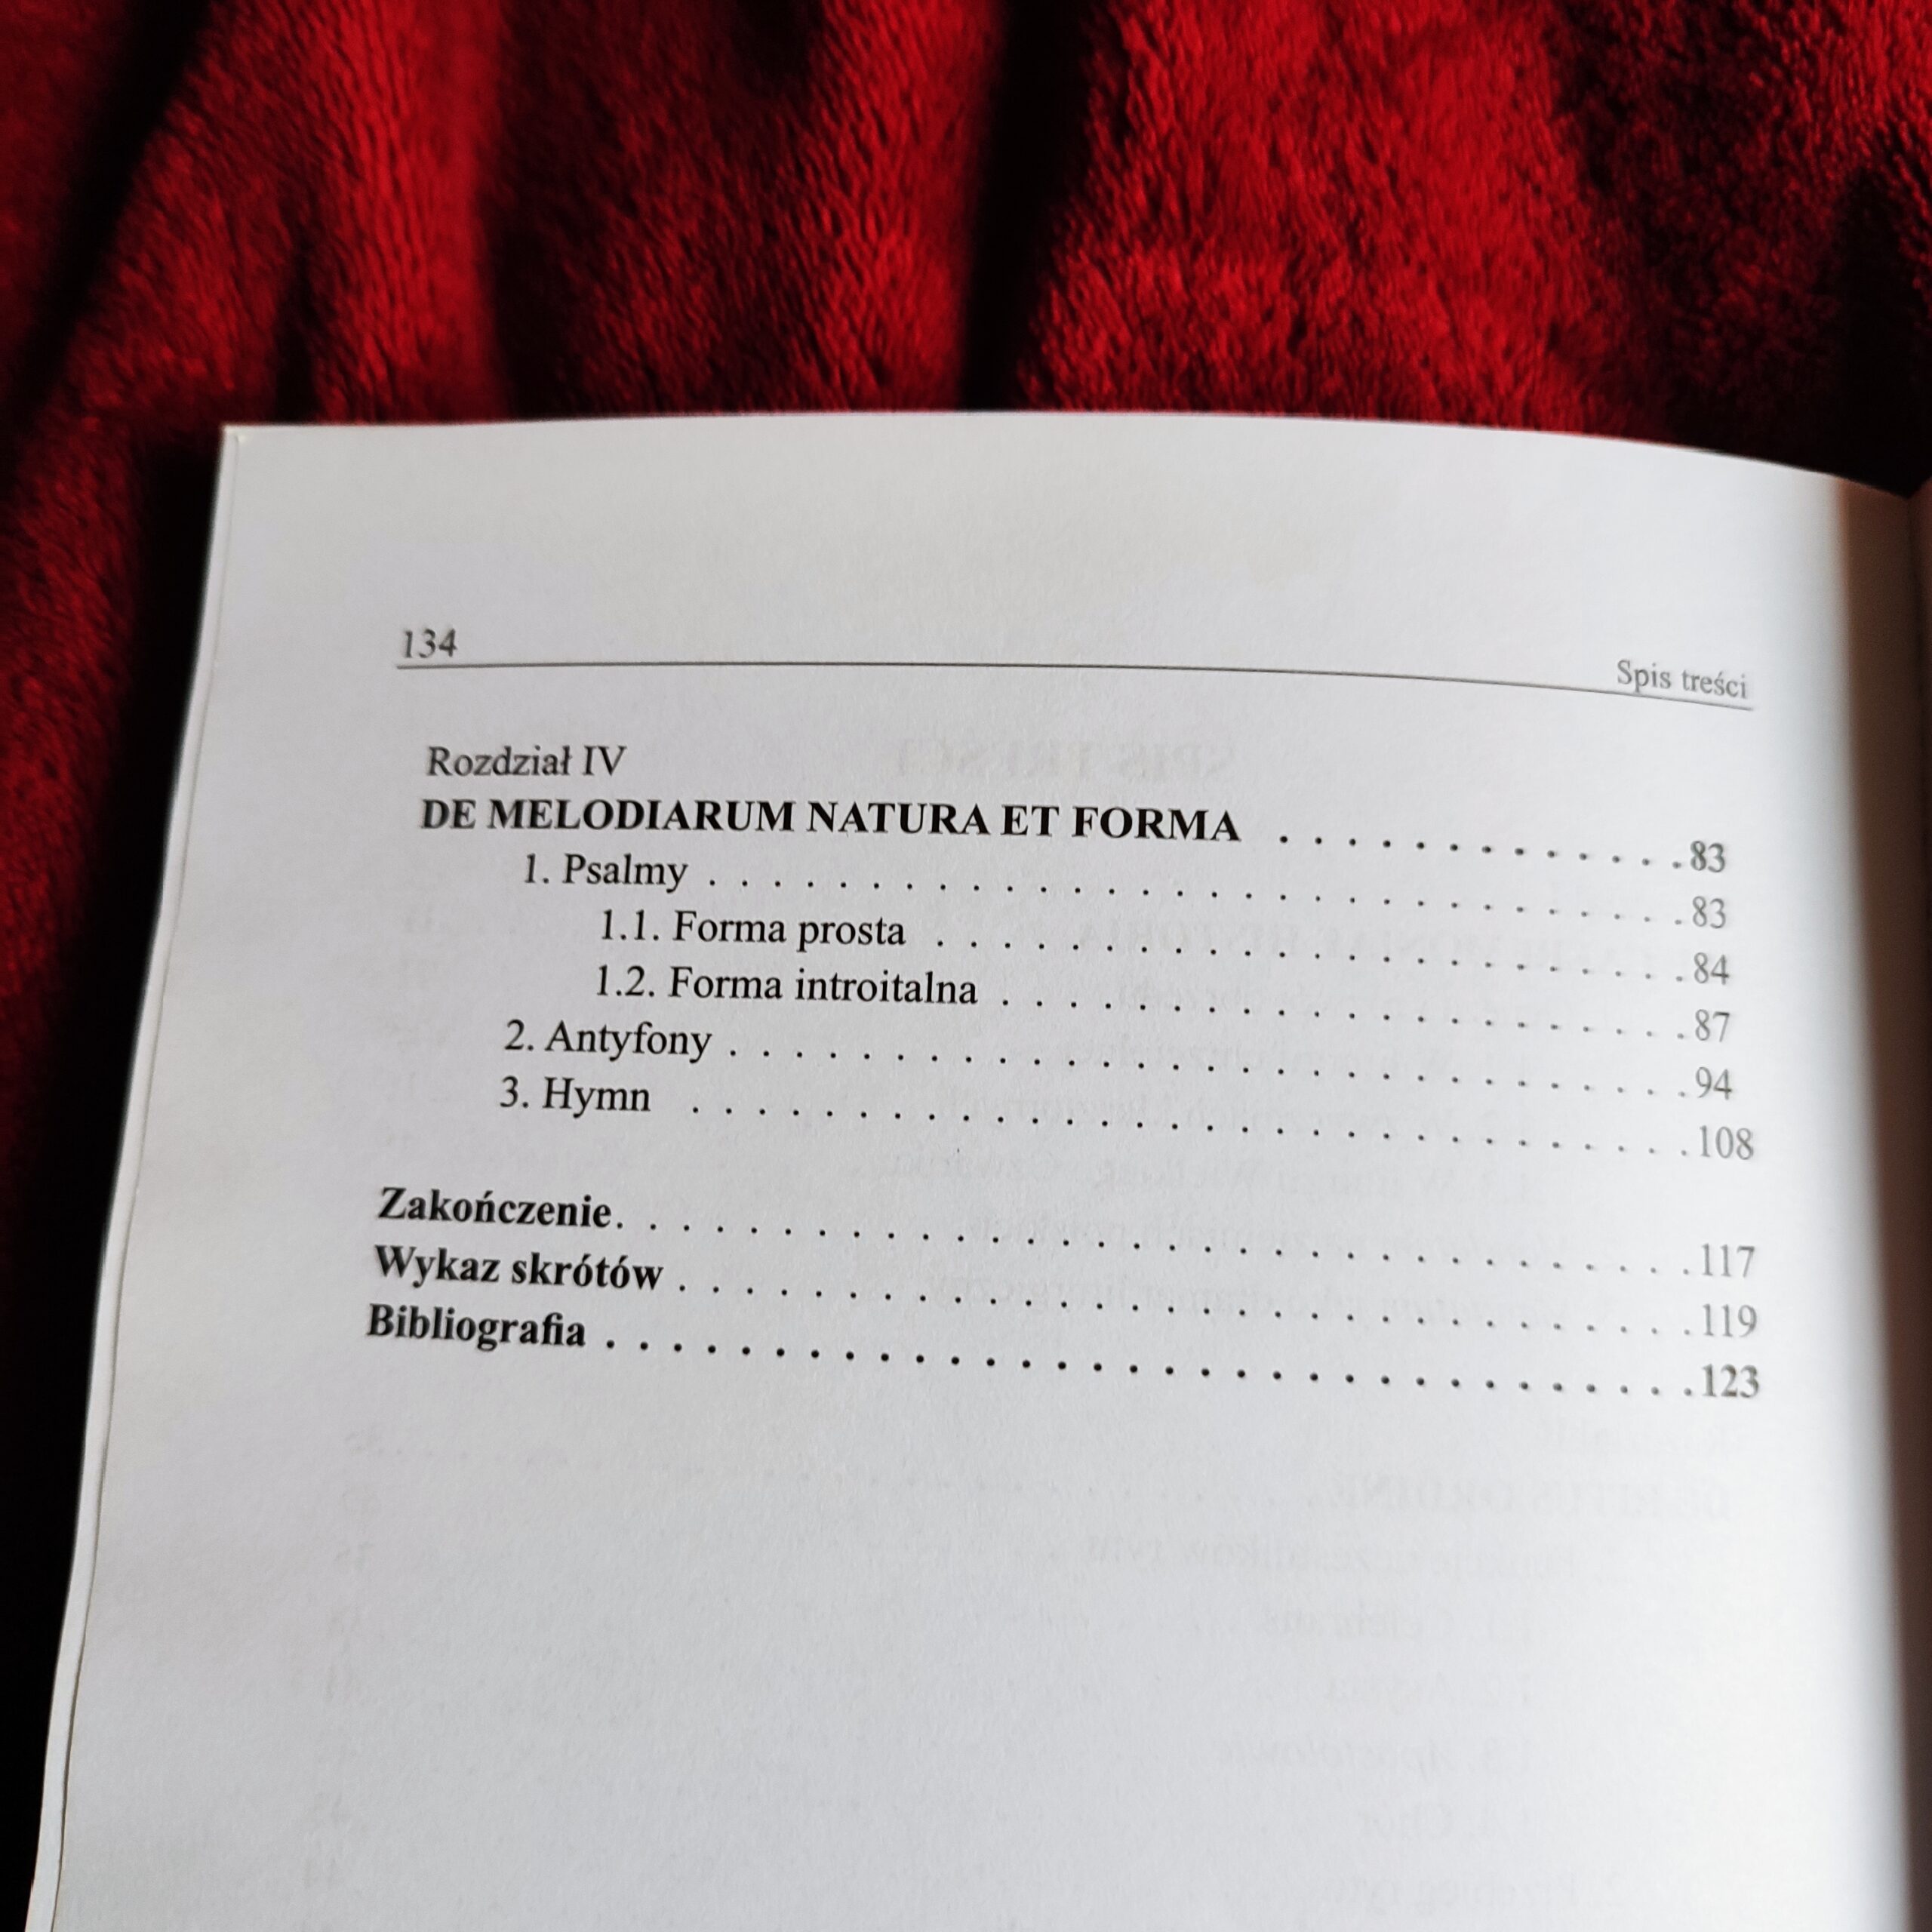 134 Spis treści
Rozdział IV
DE MELODIARUM NATURA ET FORMA . . . . . . . . . . . . 83
1. Psalmy . . . . . . . . . . . . . . . . . . . . . . . . . . . . 83
1.1. Forma prosta . . . . . . . . . . . . . . . . . . . . . . 84
1.2. Forma introitalna . . . . . . . . . . . . . . . . . . . . 87
2. Antyfony . . . . . . . . . . . . . . . . . . . . . . . . . . . 94
3. Hymn . . . . . . . . . . . . . . . . . . . . . . . . . . . . 108
Zakończenie. . . . . . . . . . . . . . . . . . . . . . . . . . . . . . 117
Wykaz skrótów . . . . . . . . . . . . . . . . . . . . . . . . . . . . 119
Bibliografia . . . . . . . . . . . . . . . . . . . . . . . . . . . . . . 123